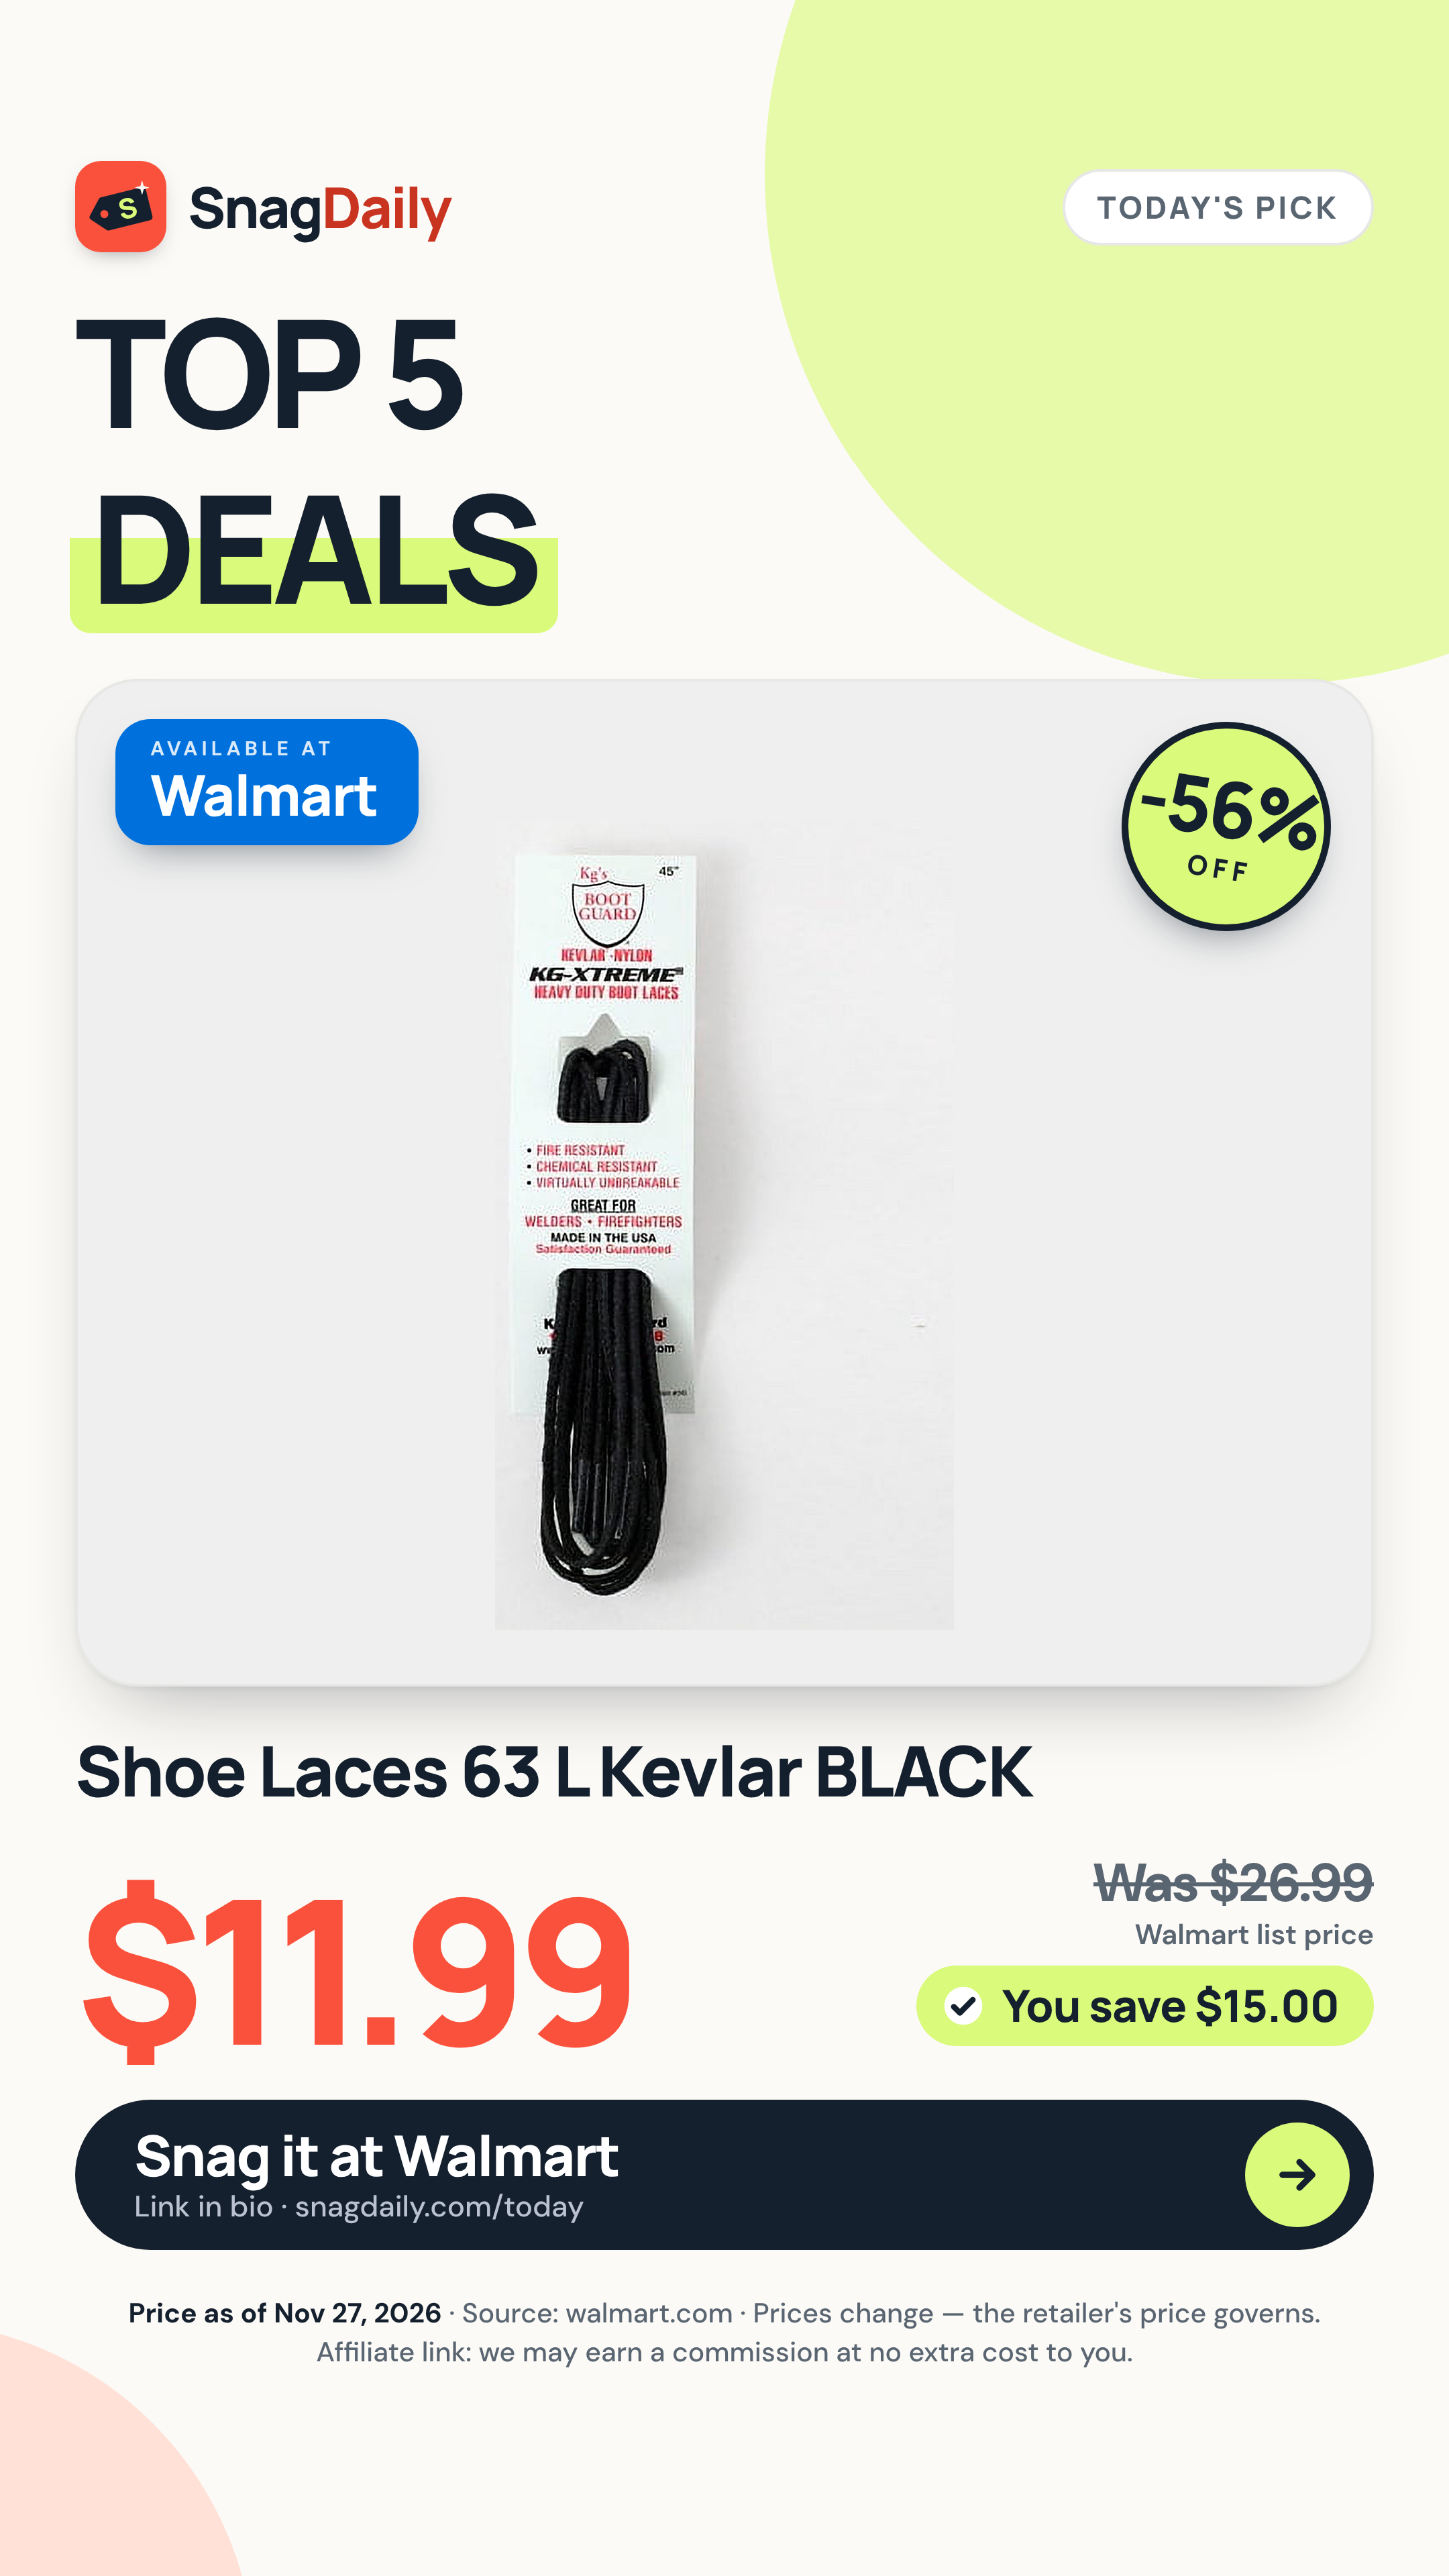 S
SnagDaily
TODAY'S PICK
TOP 5
DEALS
AVAILABLE AT
Walmart
-56%
OFF
Kg's
45"
BOOT
GUARD
KEVLAR-NYLON
KG-XTREME
HEAVY DUTY BOOT LACES
• FIRE RESISTANT
• CHEMICAL RESISTANT
• VIRTUALLY UNBREAKABLE
GREAT FOR
WELDERS • FIREFIGHTERS
MADE IN THE USA
Satisfaction Guaranteed
Shoe Laces 63 L Kevlar BLACK
$11.99
Was $26.99
Walmart list price
You save $15.00
Snag it at Walmart
Link in bio · snagdaily.com/today
Price as of Nov 27, 2026 · Source: walmart.com · Prices change — the retailer's price governs.
Affiliate link: we may earn a commission at no extra cost to you.